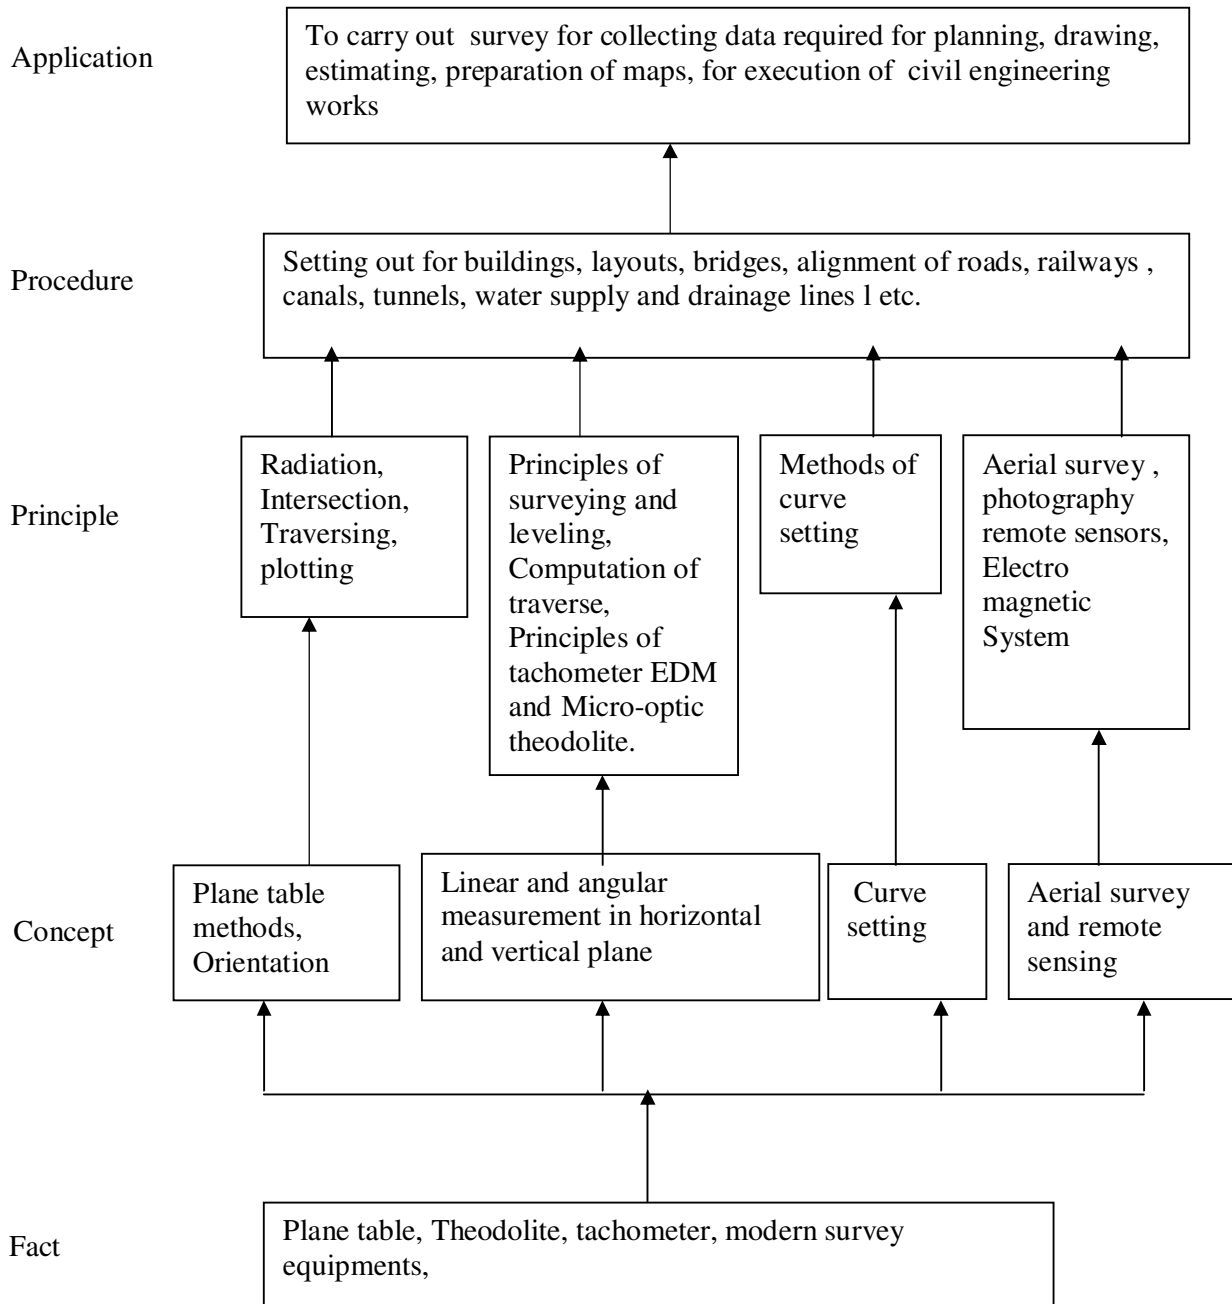 Application
To carry out survey for collecting data required for planning, drawing,
estimating, preparation of maps, for execution of civil engineering
works
Procedure
Setting out for buildings, layouts, bridges, alignment of roads, railways ,
canals, tunnels, water supply and drainage lines l etc.
Principle
Radiation,
Intersection,
Traversing,
plotting
Principles of
surveying and
leveling,
Computation of
traverse,
Principles of
tachometer EDM
and Micro-optic
theodolite.
Methods of
curve
setting
Aerial survey ,
photography
remote sensors,
Electro
magnetic
System
Concept
Plane table
methods,
Orientation
Linear and angular
measurement in horizontal
and vertical plane
Curve
setting
Aerial survey
and remote
sensing
Fact
Plane table, Theodolite, tachometer, modern survey
equipments,